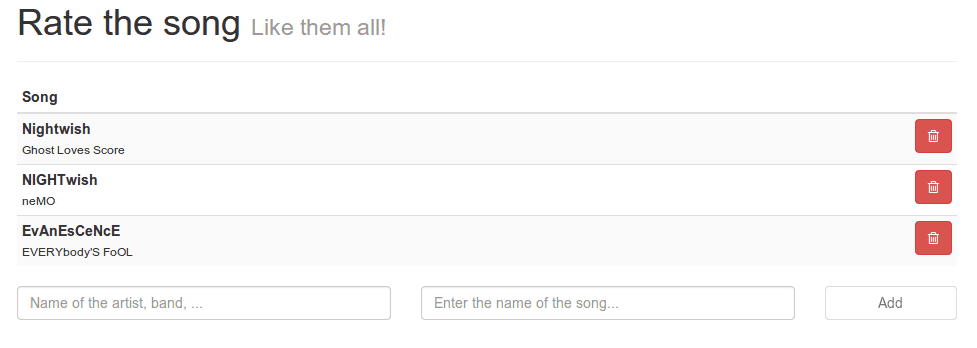 Rate the song Like them all!
Song
Nightwish
Ghost Loves Score
NIGHTwish
neMO
EvAnEsCeNcE
EVERYbody'S FoOL
Name of the artist, band, ... Enter the name of the song... Add